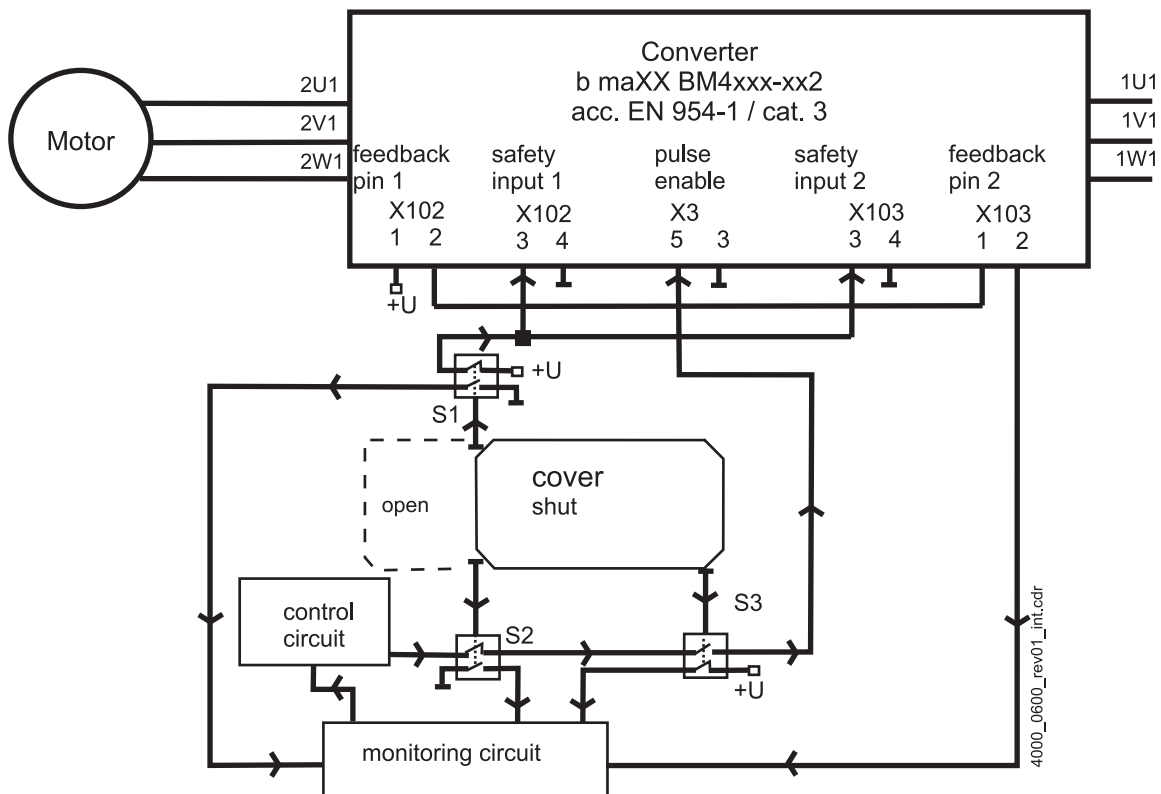 Converter
b maXX BM4xxx-xx2
acc. EN 954-1 / cat. 3
Motor
2U1
2V1
2W1
1U1
1V1
1W1
feedback
pin 1
safety
input 1
pulse
enable
safety
input 2
feedback
pin 2
X102
1 2
X102
3 4
X3
5 3
X103
3 4
X103
1 2
+U
+U
S1
cover
shut
open
control
circuit
S2
S3
+U
monitoring circuit
4000_0600_rev01_int.cdr